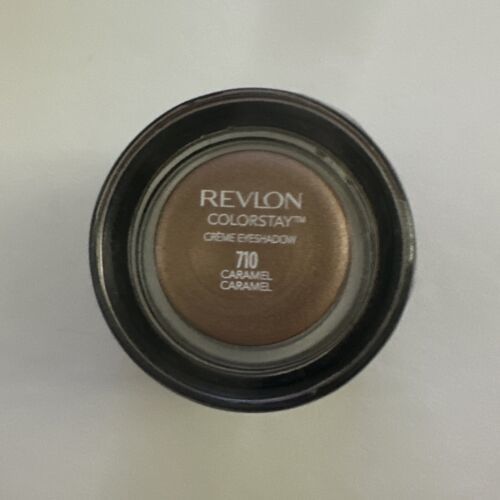 REVLON
COLORSTAY™
CRÈME EYESHADOW
710
CARAMEL
CARAMEL